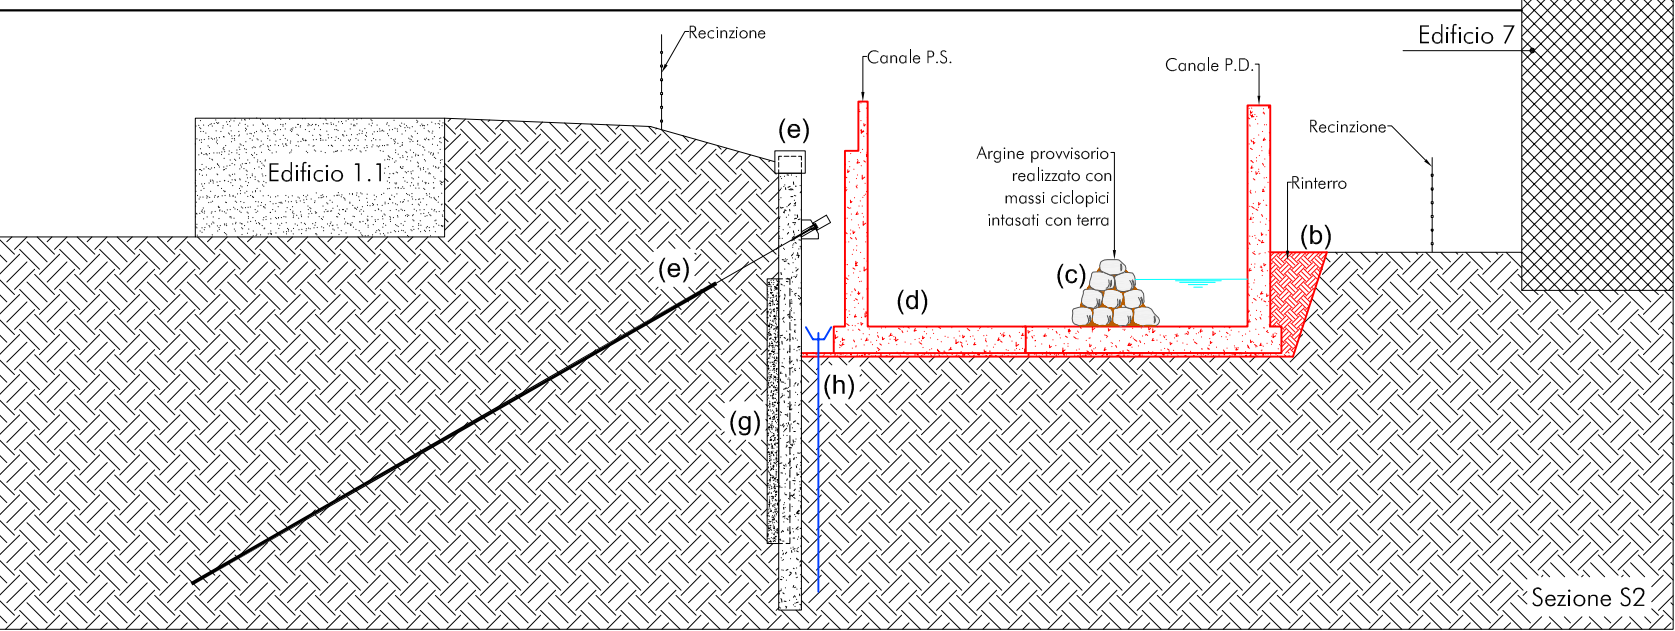 Recinzione
Edificio 7
Canale P.S.
Canale P.D.
(e)
Recinzione
Argine provvisorio
realizzato con
massi ciclopici
intasati con terra
Edificio 1.1
Rinterro
(b)
(e)
(c)
(d)
(h)
(g)
Sezione S2